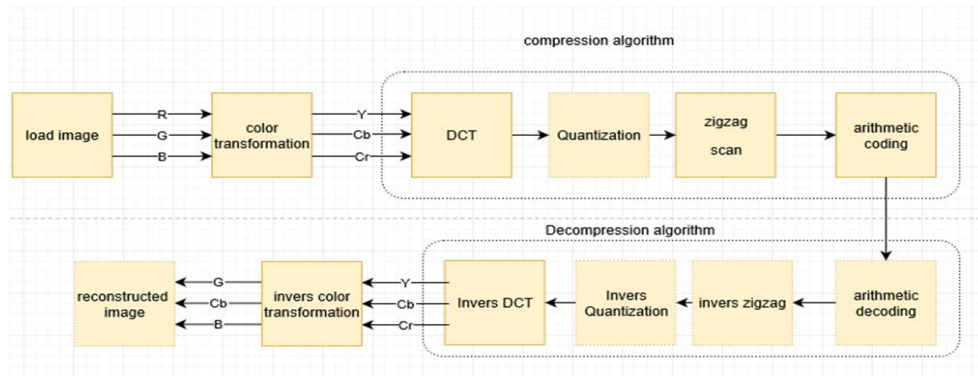 compression algorithm
load image
R
G
B
color
transformation
Y
Cb
Cr
DCT
Quantization
zigzag
scan
arithmetic
coding
Decompression algorithm
reconstructed
image
G
Cb
B
invers color
transformation
Y
Cb
Cr
Invers DCT
Invers
Quantization
invers zigzag
arithmetic
decoding